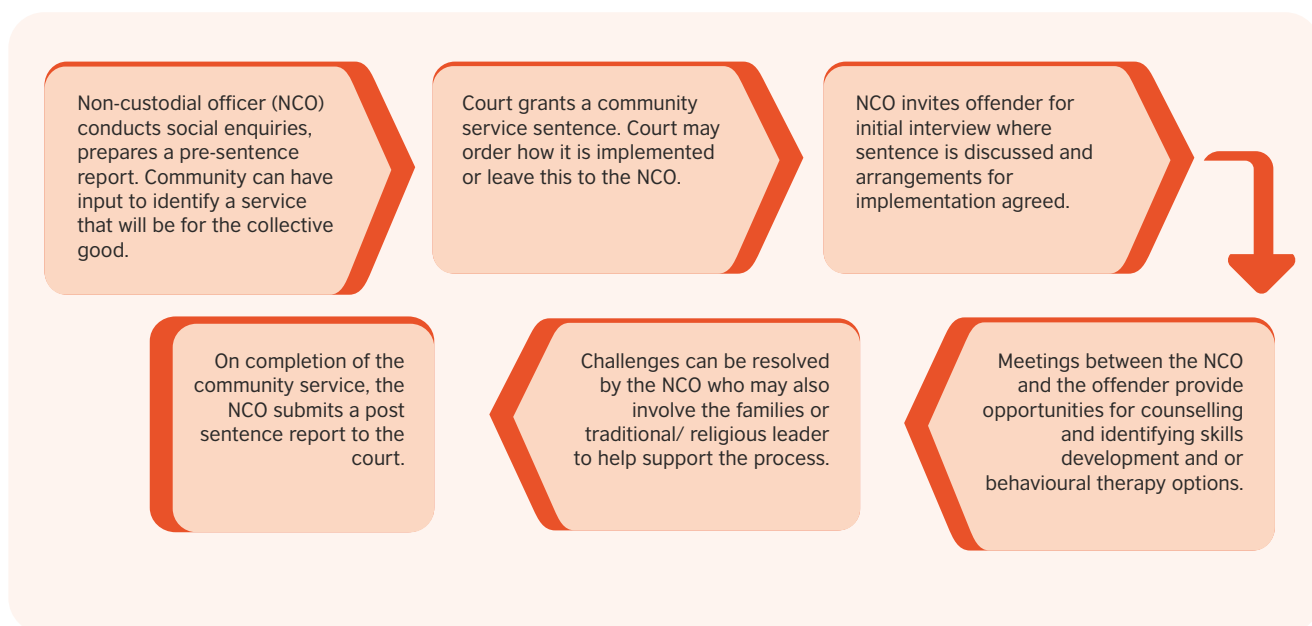 Non-custodial officer (NCO)
conducts social enquiries,
prepares a pre-sentence
report. Community can have
input to identify a service
that will be for the collective
good.
Court grants a community
service sentence. Court may
order how it is implemented
or leave this to the NCO.
NCO invites offender for
initial interview where
sentence is discussed and
arrangements for
implementation agreed.
Meetings between the NCO
and the offender provide
opportunities for counselling
and identifying skills
development and or
behavioural therapy options.
Challenges can be resolved
by the NCO who may also
involve the families or
traditional/ religious leader
to help support the process.
On completion of the
community service, the
NCO submits a post
sentence report to the
court.